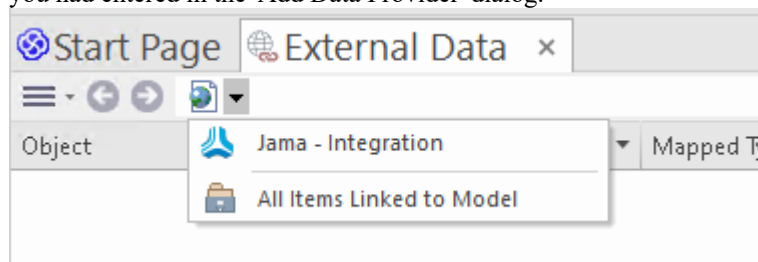 you had entered in the 'Add Data Provider' dialog.
Start Page External Data ×
Object Mapped Ty
Jama - Integration
All Items Linked to Model